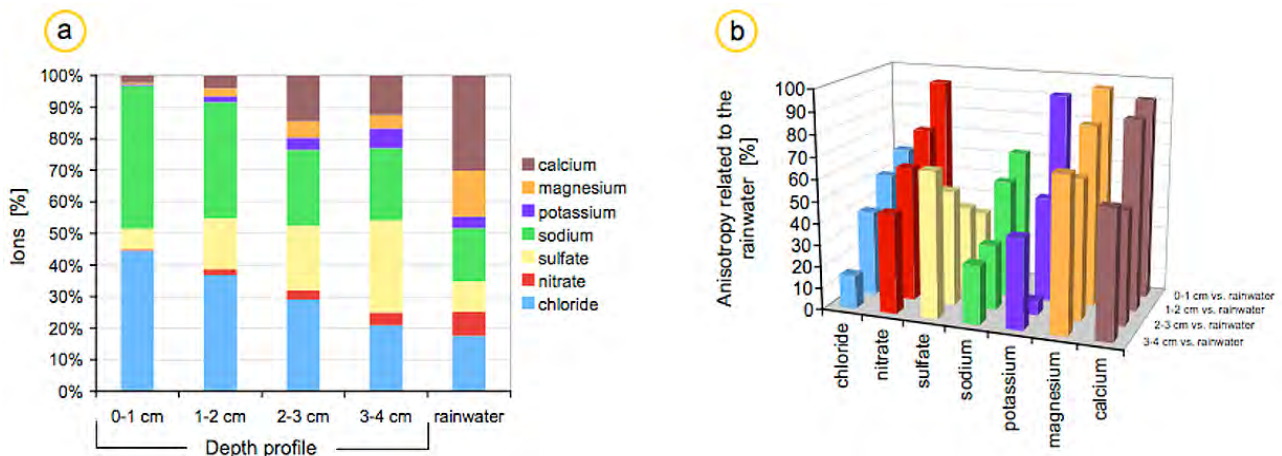 a
100%
90%
80%
70%
60%
50%
40%
30%
20%
10%
0%
Ions [%]
0-1 cm
1-2 cm
2-3 cm
3-4 cm
rainwater
Depth profile
calcium
magnesium
potassium
sodium
sulfate
nitrate
chloride
b
Anisotropy related to the
rainwater [%]
100
90
80
70
60
50
40
30
20
10
0
chloride
nitrate
sulfate
sodium
potassium
magnesium
calcium
0-1 cm vs. rainwater
1-2 cm vs. rainwater
2-3 cm vs. rainwater
3-4 cm vs. rainwater